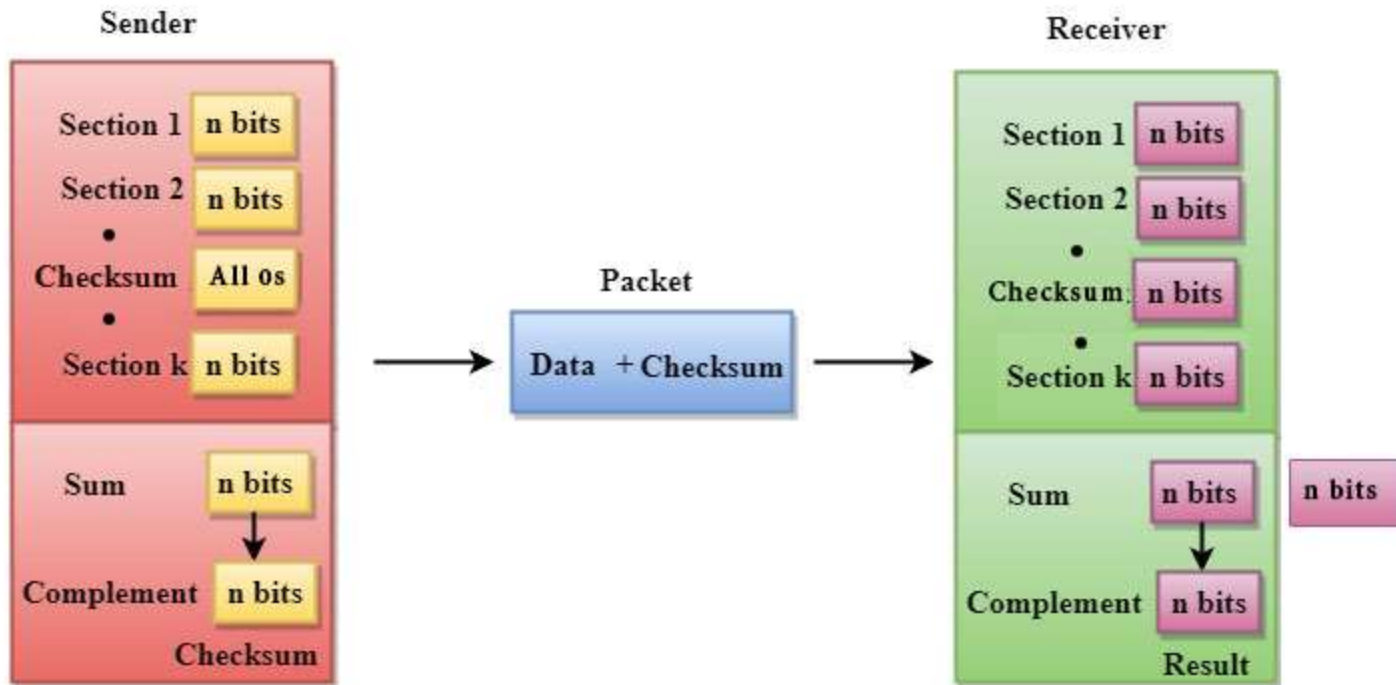 Sender
Section 1 n bits
Section 2 n bits
Checksum All 0s
Section k n bits
Sum n bits
Complement n bits
Checksum
Packet
Data + Checksum
Receiver
Section 1 n bits
Section 2 n bits
Checksum: n bits
Section k n bits
Sum n bits n bits
Complement n bits
Result